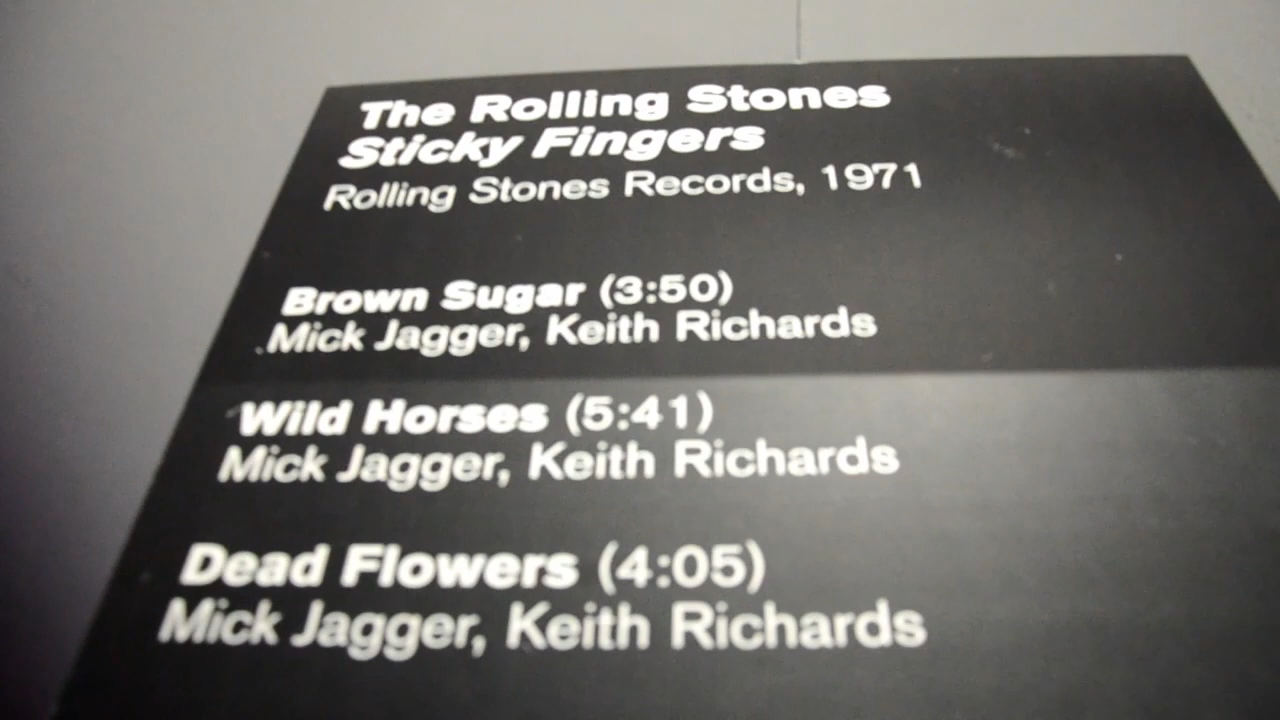 The Rolling Stones
Sticky Fingers
Rolling Stones Records, 1971
Brown Sugar (3:50)
Mick Jagger, Keith Richards
Wild Horses (5:41)
Mick Jagger, Keith Richards
Dead Flowers (4:05)
Mick Jagger, Keith Richards